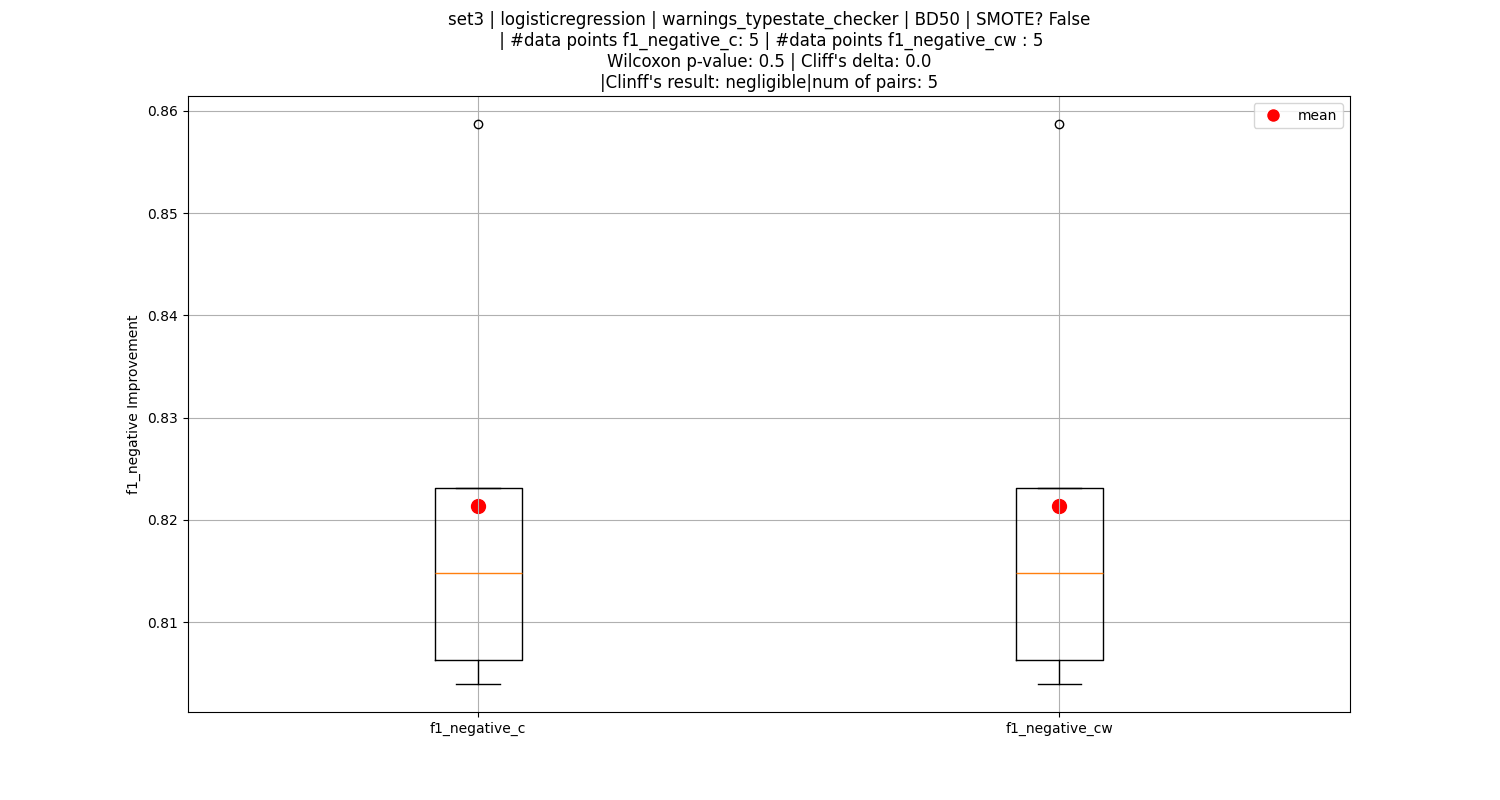 set3 | logisticregression | warnings_typestate_checker | BD50 | SMOTE? False
| #data points f1_negative_c: 5 | #data points f1_negative_cw : 5
Wilcoxon p-value: 0.5 | Cliff's delta: 0.0
|Clinff's result: negligible|num of pairs: 5
mean
0.86
0.85
0.84
0.83
0.82
0.81
f1_negative Improvement
f1_negative_c
f1_negative_cw